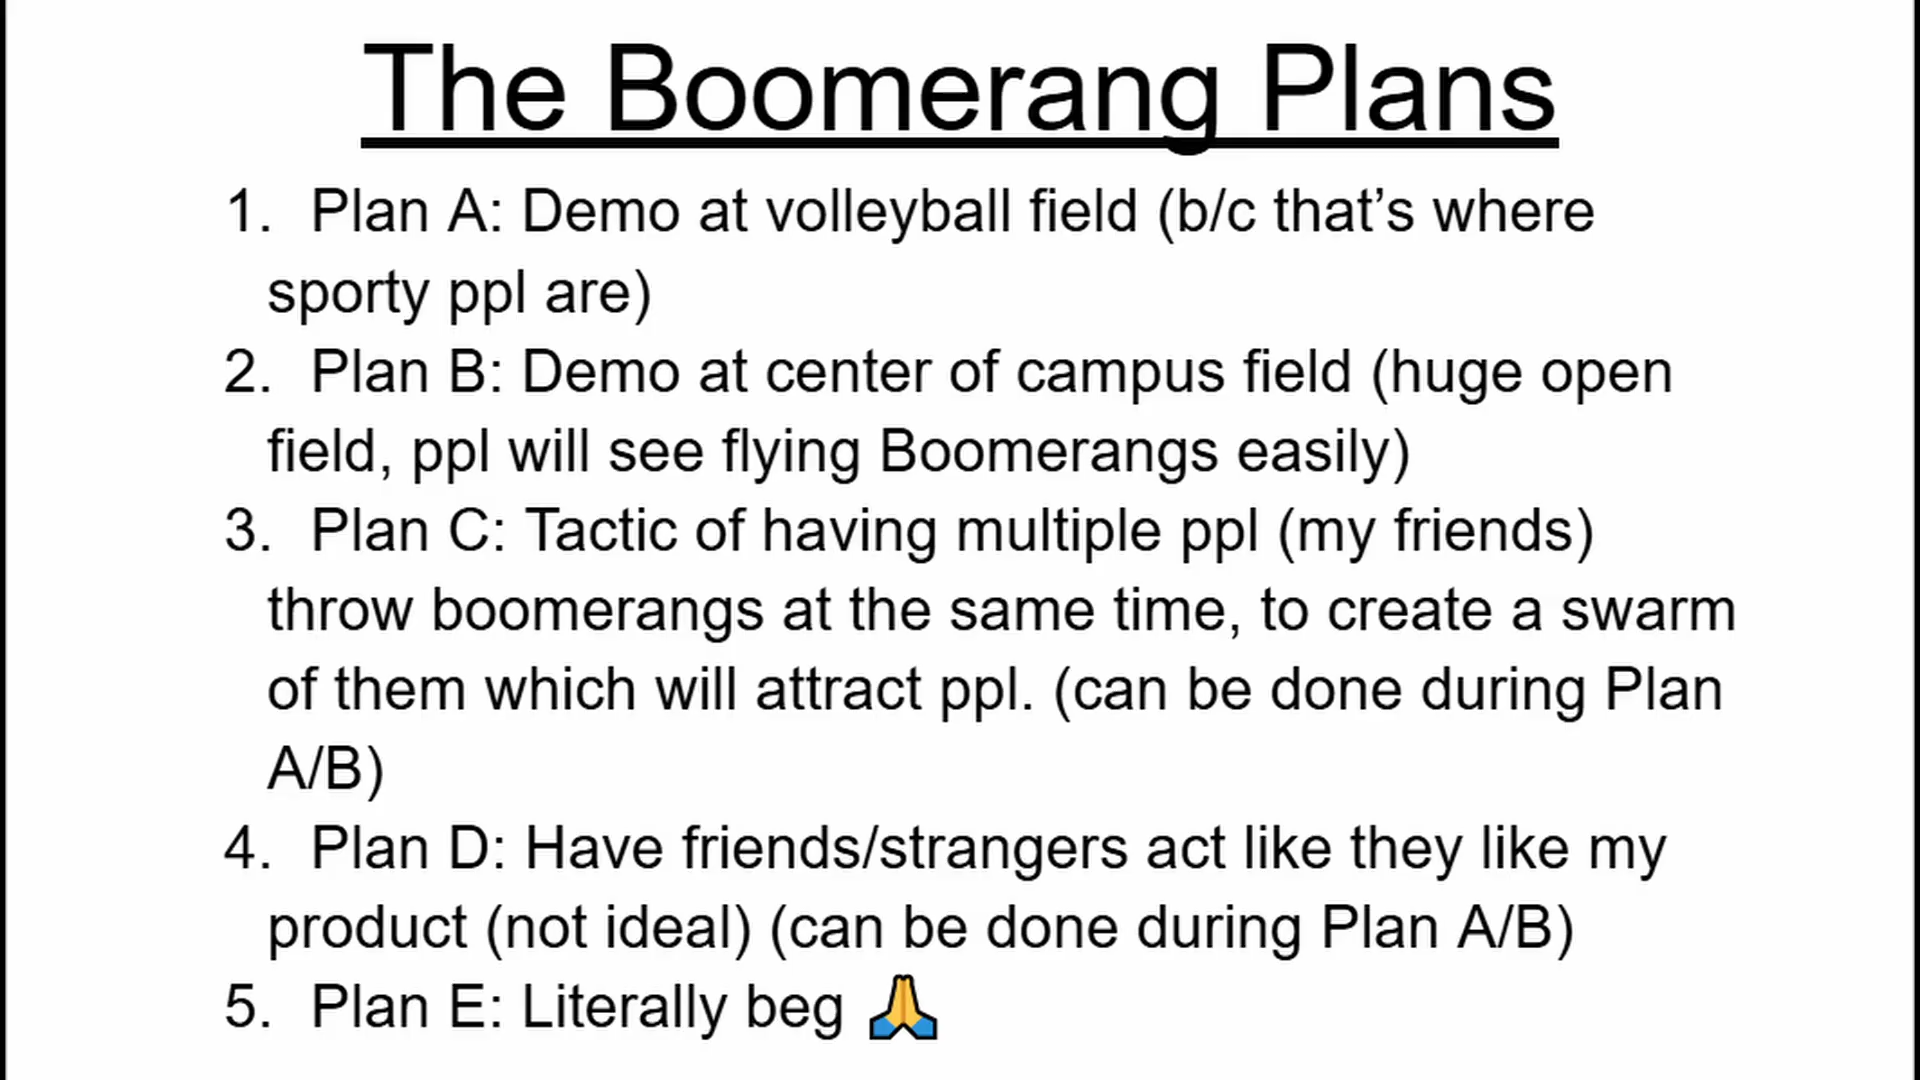 The Boomerang Plans
1. Plan A: Demo at volleyball field (b/c that’s where
sporty ppl are)
2. Plan B: Demo at center of campus field (huge open
field, ppl will see flying Boomerangs easily)
3. Plan C: Tactic of having multiple ppl (my friends)
throw boomerangs at the same time, to create a swarm
of them which will attract ppl. (can be done during Plan
A/B)
4. Plan D: Have friends/strangers act like they like my
product (not ideal) (can be done during Plan A/B)
5. Plan E: Literally beg 🙏